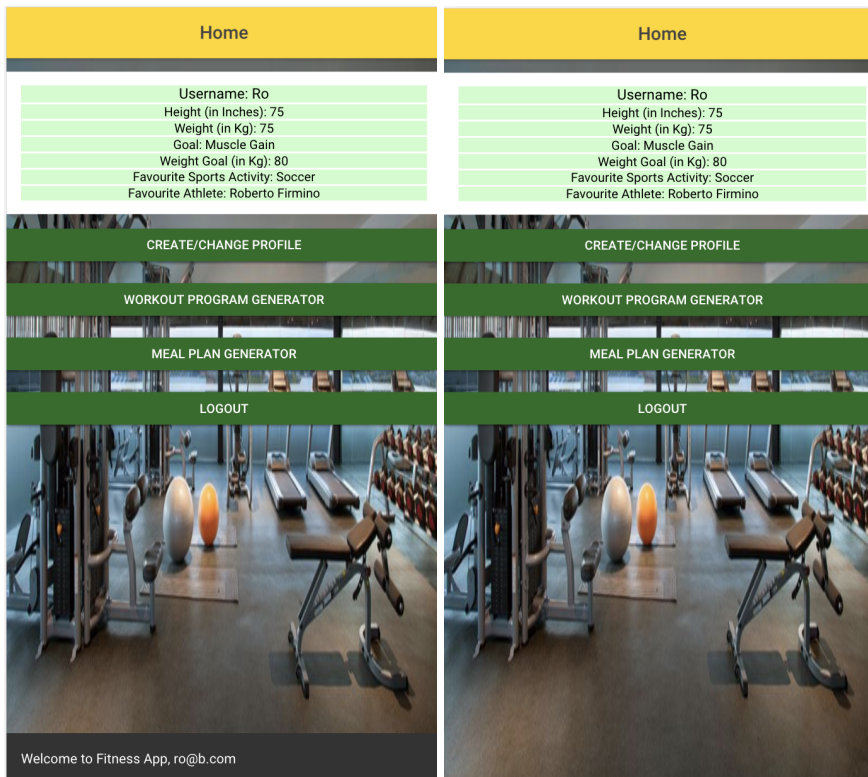 Home
Username: Ro
Height (in Inches): 75
Weight (in Kg): 75
Goal: Muscle Gain
Weight Goal (in Kg): 80
Favourite Sports Activity: Soccer
Favourite Athlete: Roberto Firmino
CREATE/CHANGE PROFILE
WORKOUT PROGRAM GENERATOR
MEAL PLAN GENERATOR
LOGOUT
Welcome to Fitness App, ro@b.com
Home
Username: Ro
Height (in Inches): 75
Weight (in Kg): 75
Goal: Muscle Gain
Weight Goal (in Kg): 80
Favourite Sports Activity: Soccer
Favourite Athlete: Roberto Firmino
CREATE/CHANGE PROFILE
WORKOUT PROGRAM GENERATOR
MEAL PLAN GENERATOR
LOGOUT